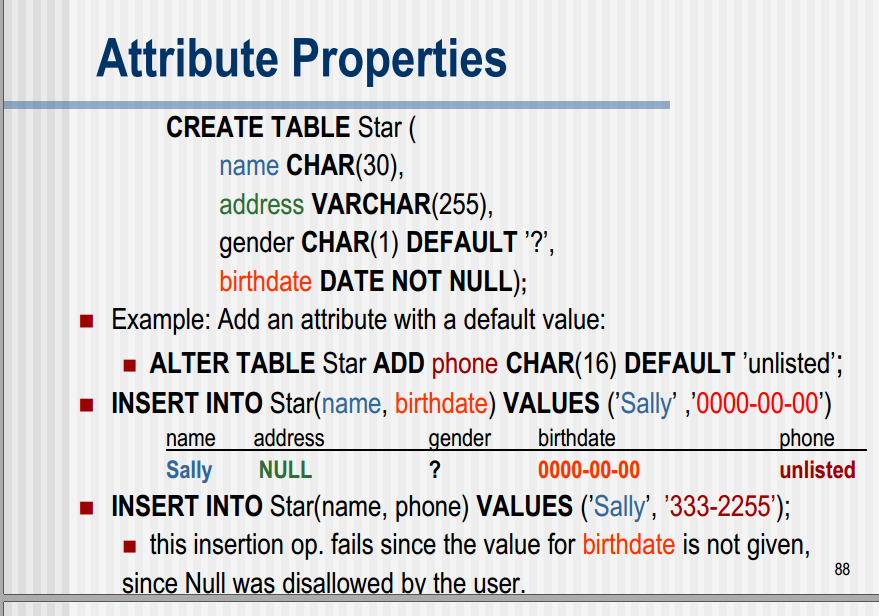 Attribute Properties
CREATE TABLE Star (
name CHAR(30),
address VARCHAR(255),
gender CHAR(1) DEFAULT ’?’,
birthdate DATE NOT NULL);
Example: Add an attribute with a default value:
ALTER TABLE Star ADD phone CHAR(16) DEFAULT ’unlisted’;
INSERT INTO Star(name, birthdate) VALUES (’Sally’ ,’0000-00-00’)
name address gender birthdate phone
Sally NULL ? 0000-00-00 unlisted
INSERT INTO Star(name, phone) VALUES (’Sally’, ’333-2255’);
this insertion op. fails since the value for birthdate is not given,
since Null was disallowed by the user.
88